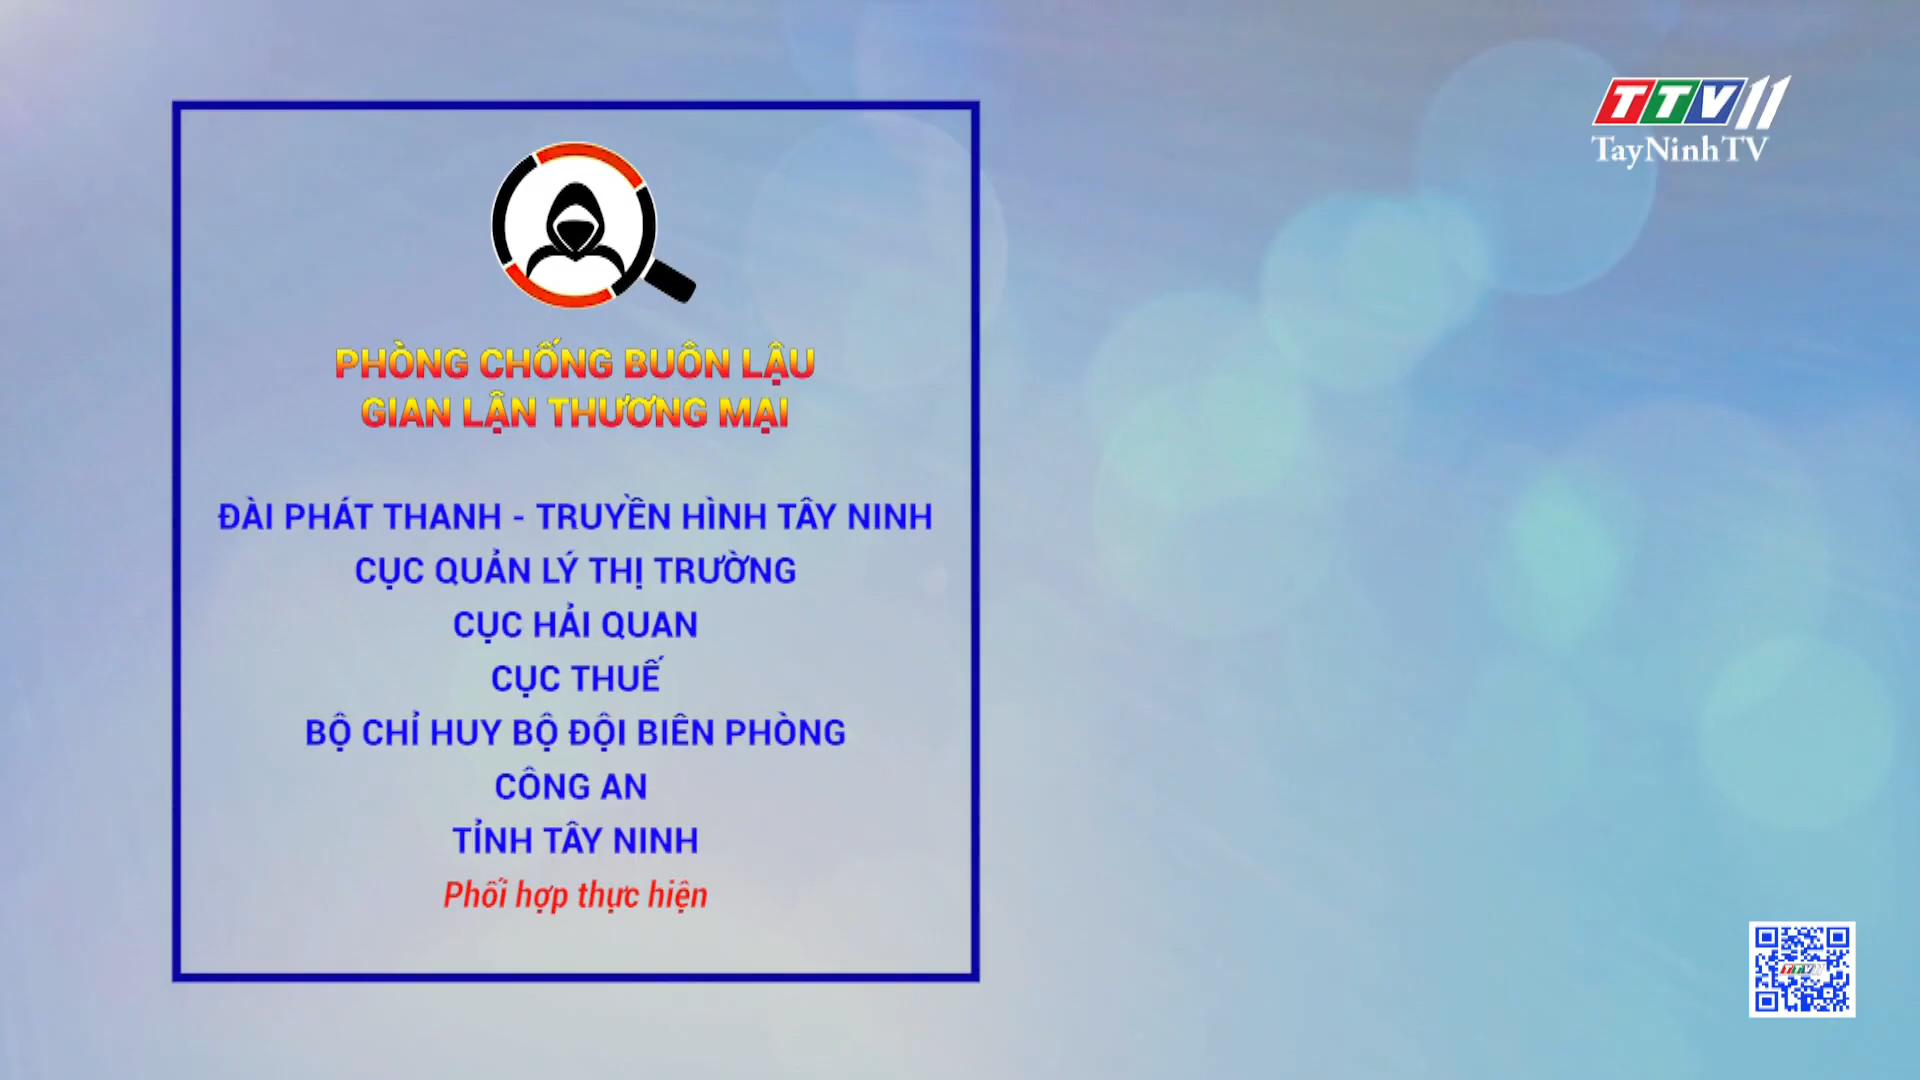 TTV11
TayNinhTV
PHÒNG CHỐNG BUÔN LẬU
GIAN LẬN THƯƠNG MẠI
ĐÀI PHÁT THANH - TRUYỀN HÌNH TÂY NINH
CỤC QUẢN LÝ THỊ TRƯỜNG
CỤC HẢI QUAN
CỤC THUẾ
BỘ CHỈ HUY BỘ ĐỘI BIÊN PHÒNG
CÔNG AN
TỈNH TÂY NINH
Phối hợp thực hiện
TTV11